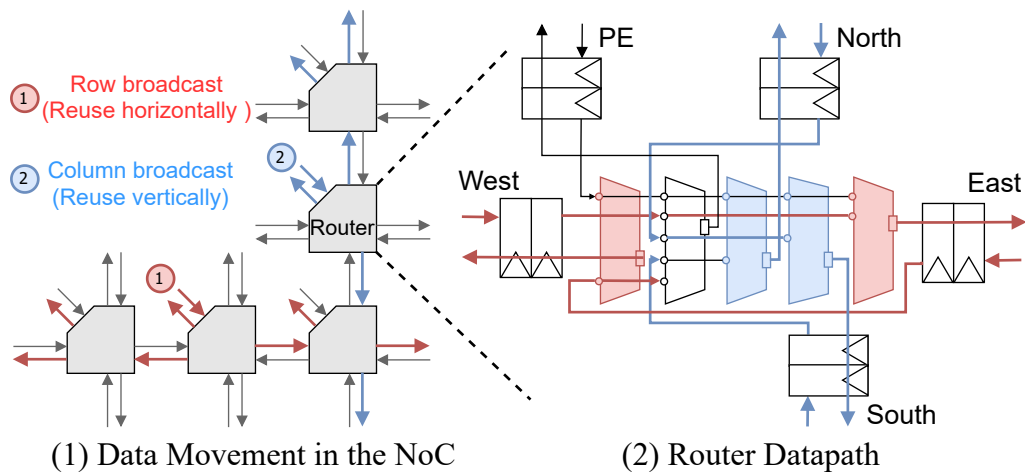 1
Row broadcast
(Reuse horizontally )
2
Column broadcast
(Reuse vertically)
2
Router
1
(1) Data Movement in the NoC
PE
North
West
East
South
(2) Router Datapath